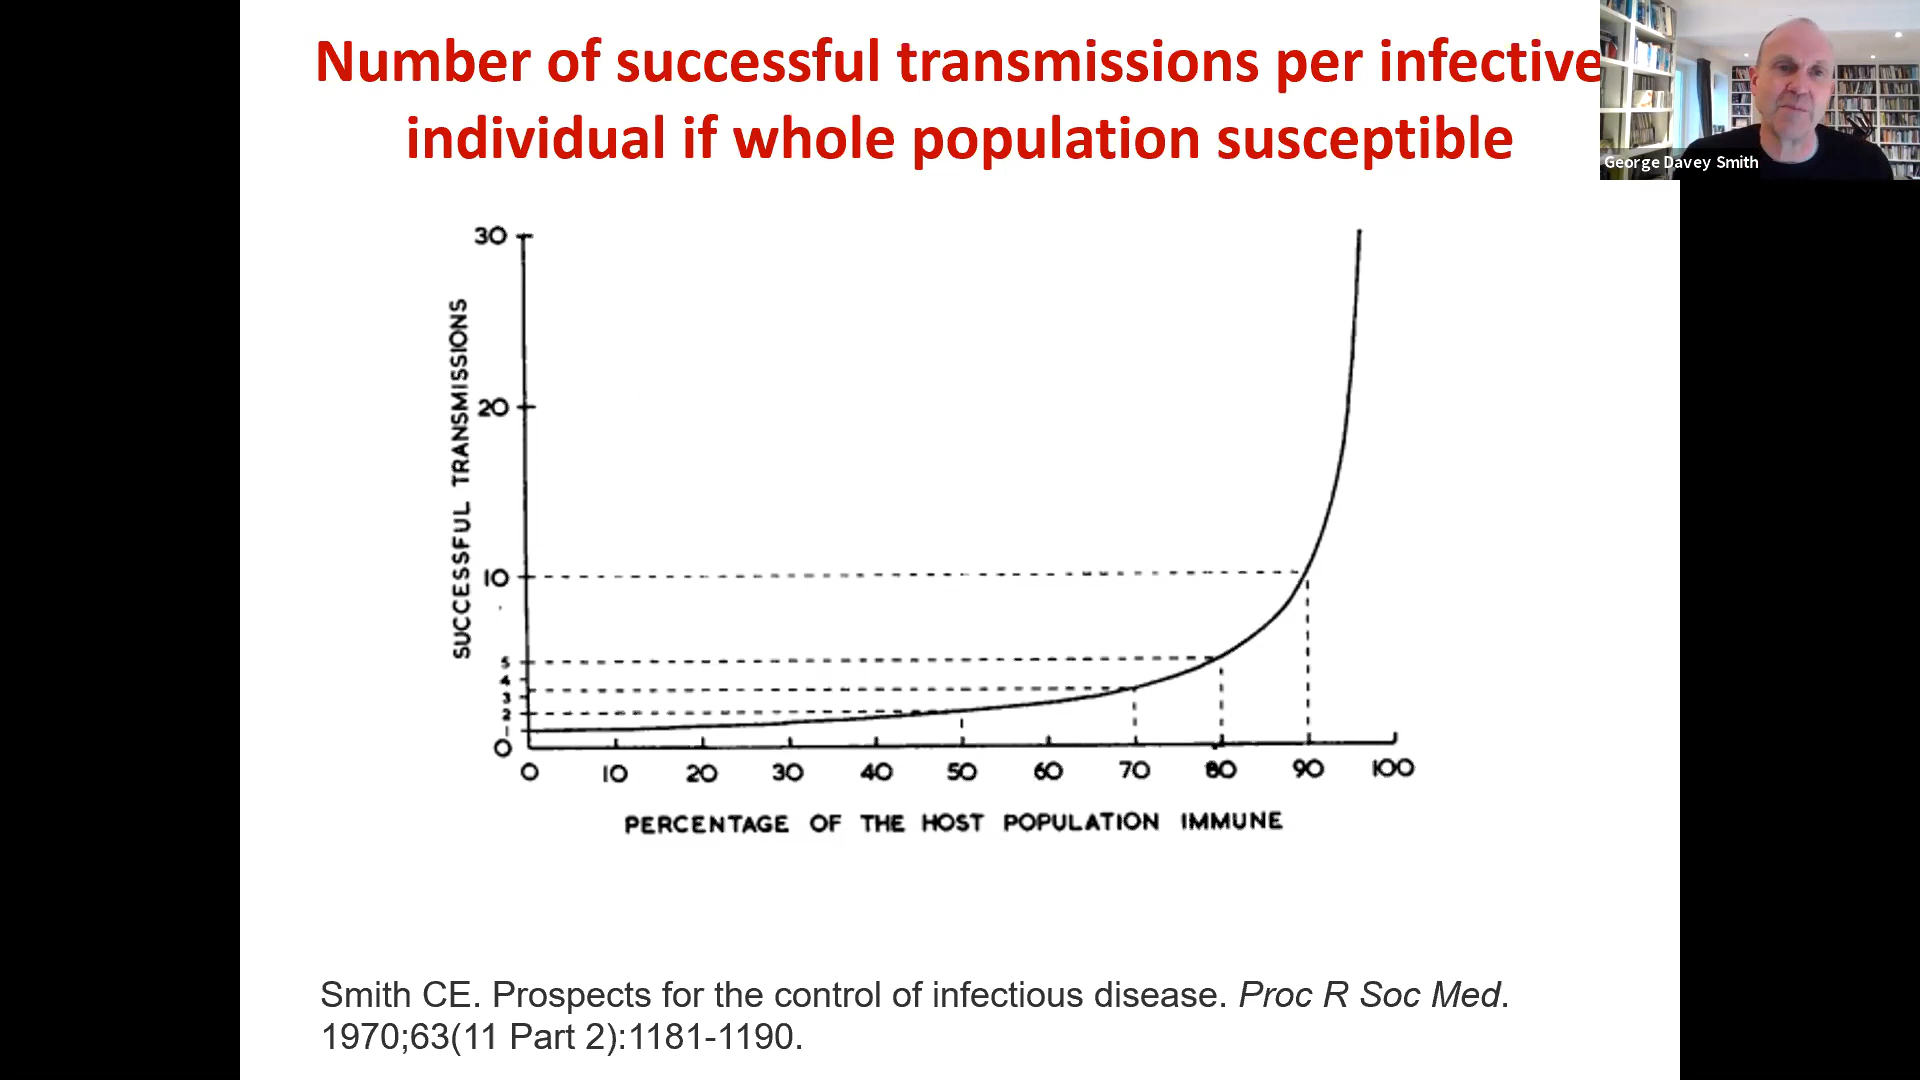 Number of successful transmissions per infective
individual if whole population susceptible
George Davey Smith
SUCCESSFUL TRANSMISSIONS
30
20
10
5
4
3
2
1
0
0 10 20 30 40 50 60 70 80 90 100
PERCENTAGE OF THE HOST POPULATION IMMUNE
Smith CE. Prospects for the control of infectious disease. Proc R Soc Med.
1970;63(11 Part 2):1181-1190.